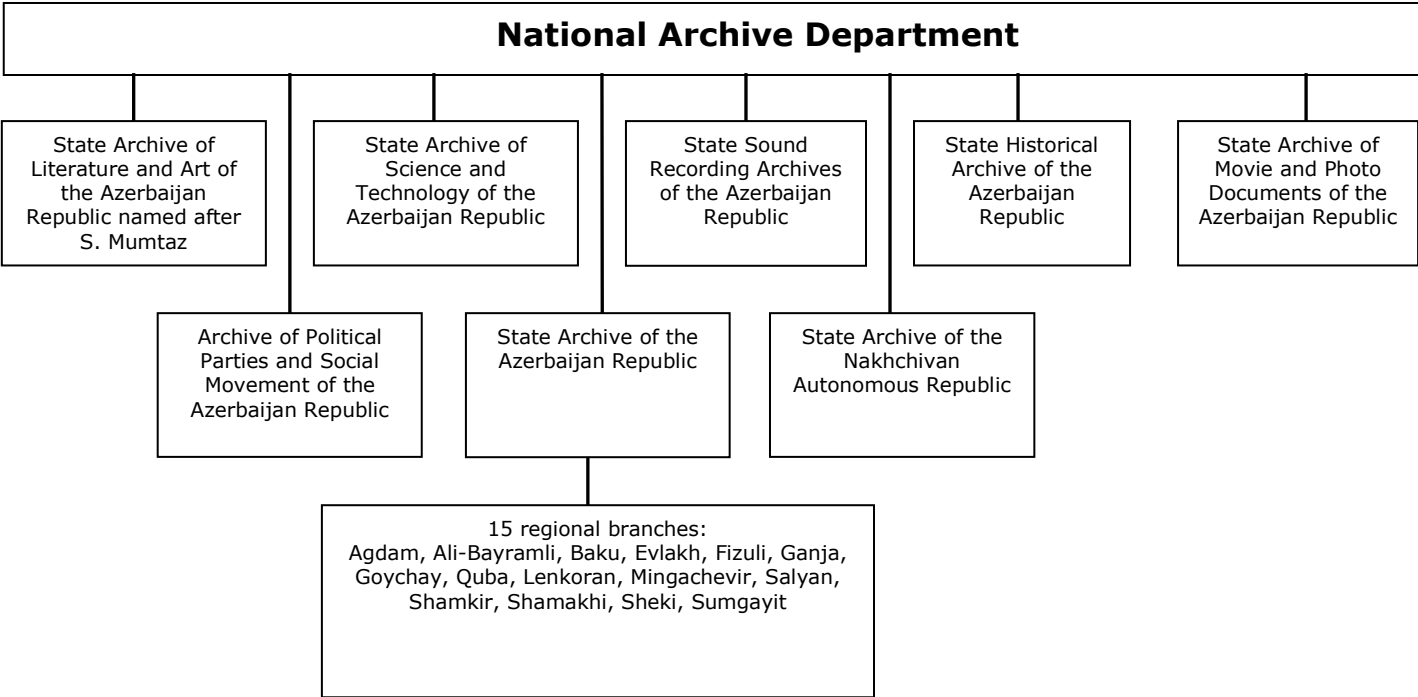 National Archive Department
State Archive of
Literature and Art of
the Azerbaijan
Republic named after
S. Mumtaz
State Archive of
Science and
Technology of the
Azerbaijan Republic
State Sound
Recording Archives
of the Azerbaijan
Republic
State Historical
Archive of the
Azerbaijan
Republic
State Archive of
Movie and Photo
Documents of the
Azerbaijan Republic
Archive of Political
Parties and Social
Movement of the
Azerbaijan Republic
State Archive of the
Azerbaijan Republic
State Archive of the
Nakhchivan
Autonomous Republic
15 regional branches:
Agdam, Ali-Bayramli, Baku, Evlakh, Fizuli, Ganja,
Goychay, Quba, Lenkoran, Mingachevir, Salyan,
Shamkir, Shamakhi, Sheki, Sumgayit